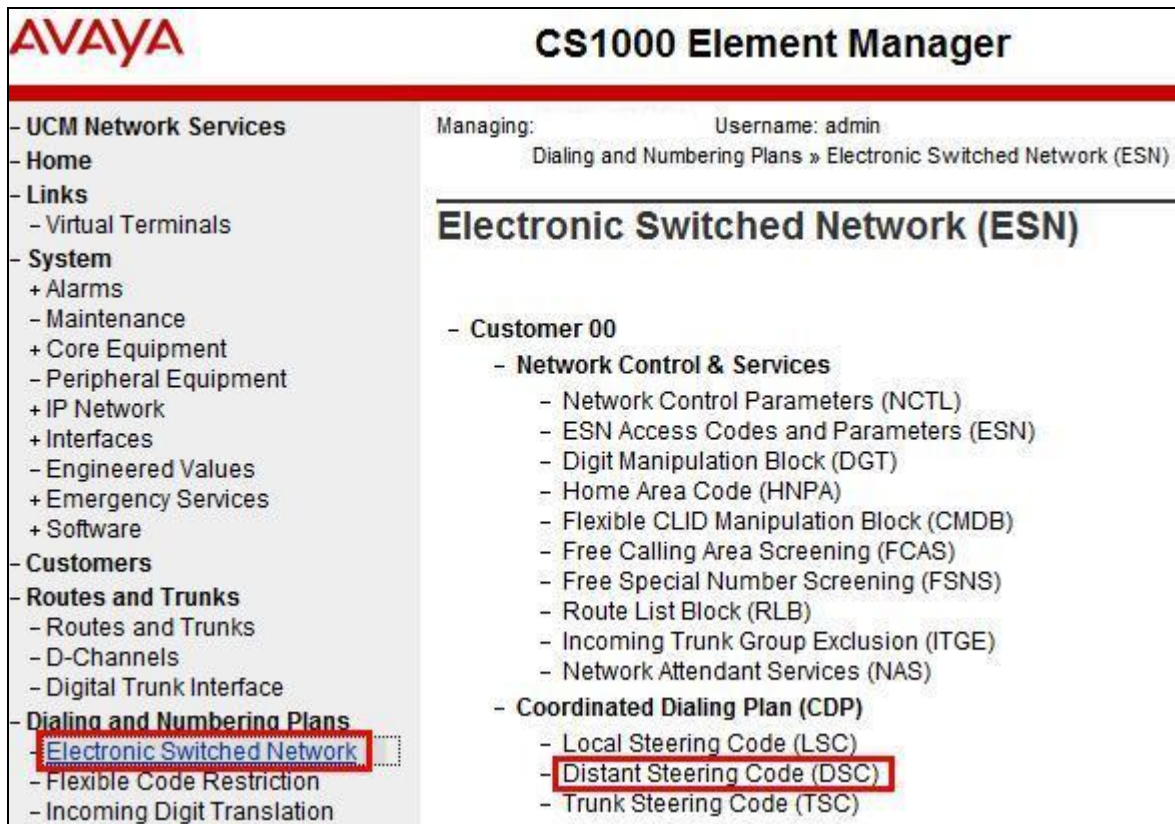 AVAYA
CS1000 Element Manager
– UCM Network Services
– Home
– Links
– Virtual Terminals
– System
+ Alarms
– Maintenance
+ Core Equipment
– Peripheral Equipment
+ IP Network
+ Interfaces
– Engineered Values
+ Emergency Services
+ Software
– Customers
– Routes and Trunks
– Routes and Trunks
– D-Channels
– Digital Trunk Interface
– Dialing and Numbering Plans
– Electronic Switched Network
– Flexible Code Restriction
– Incoming Digit Translation
Managing: Username: admin
Dialing and Numbering Plans » Electronic Switched Network (ESN)
Electronic Switched Network (ESN)
– Customer 00
– Network Control & Services
– Network Control Parameters (NCTL)
– ESN Access Codes and Parameters (ESN)
– Digit Manipulation Block (DGT)
– Home Area Code (HNPA)
– Flexible CLID Manipulation Block (CMDB)
– Free Calling Area Screening (FCAS)
– Free Special Number Screening (FSNS)
– Route List Block (RLB)
– Incoming Trunk Group Exclusion (ITGE)
– Network Attendant Services (NAS)
– Coordinated Dialing Plan (CDP)
– Local Steering Code (LSC)
– Distant Steering Code (DSC)
– Trunk Steering Code (TSC)